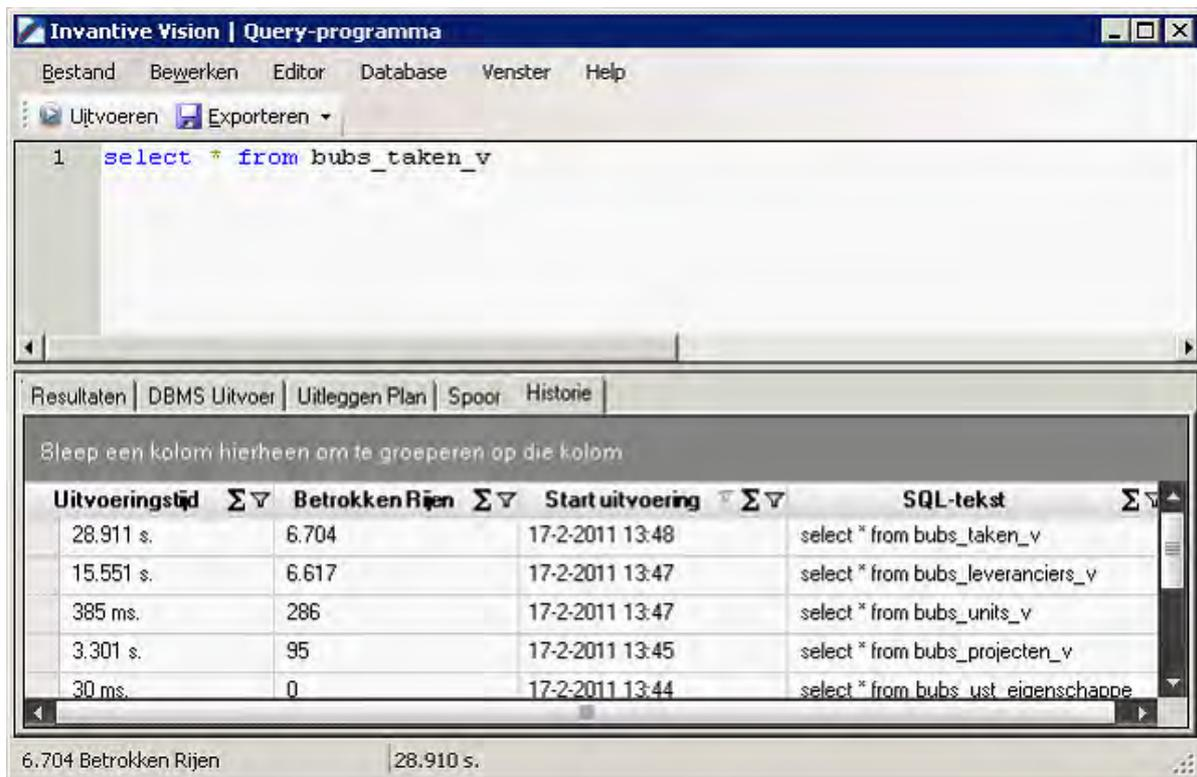 Invantive Vision | Query-programma
Bestand Bewerken Editor Database Venster Help
Uitvoeren Exporteren
1 select * from bubs_taken_v
Resultaten DBMS Uitvoer Uitleggen Plan Spoor Historie
Sleep een kolom hierheen om te groeperen op die kolom
Uitvoeringstijd Σ Betrokken Rijen Σ Start uitvoering Σ SQL-tekst Σ
28.911 s. 6.704 17-2-2011 13:48 select * from bubs_taken_v
15.551 s. 6.617 17-2-2011 13:47 select * from bubs_leveranciers_v
385 ms. 286 17-2-2011 13:47 select * from bubs_units_v
3.301 s. 95 17-2-2011 13:45 select * from bubs_projecten_v
30 ms. 0 17-2-2011 13:44 select * from bubs_ust_eigenschappe
6.704 Betrokken Rijen 28.910 s.